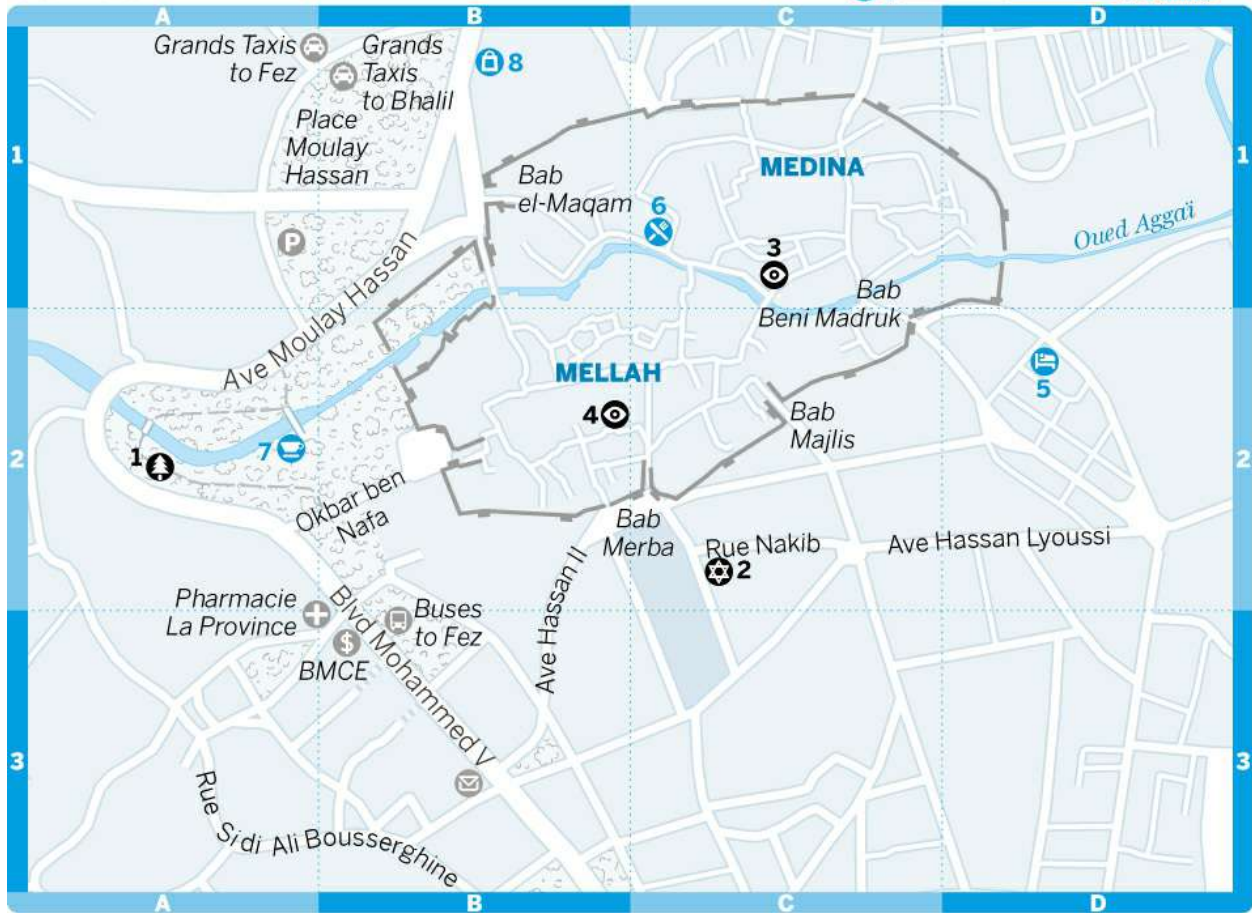 A
B
C
D
Grands Taxis
to Fez
Grands
Taxis
to Bhalil
8
Place
Moulay
Hassan
1
1
MEDINA
Bab
el-Maqam
6
Oued Aggaï
P
3
Ave Moulay Hassan
Bab
Beni Madruk
MELLAH
5
4
Bab
Majlis
2
2
1
7
Okbar ben
Nafa
Bab
Merba
Rue Nakib
Ave Hassan Lyoussi
2
Ave Hassan II
Pharmacie
La Province
Buses
to Fez
$
BMCE
Blvd Mohammed V
3
3
Rue Sidi Ali Bousserghine
A
B
C
D